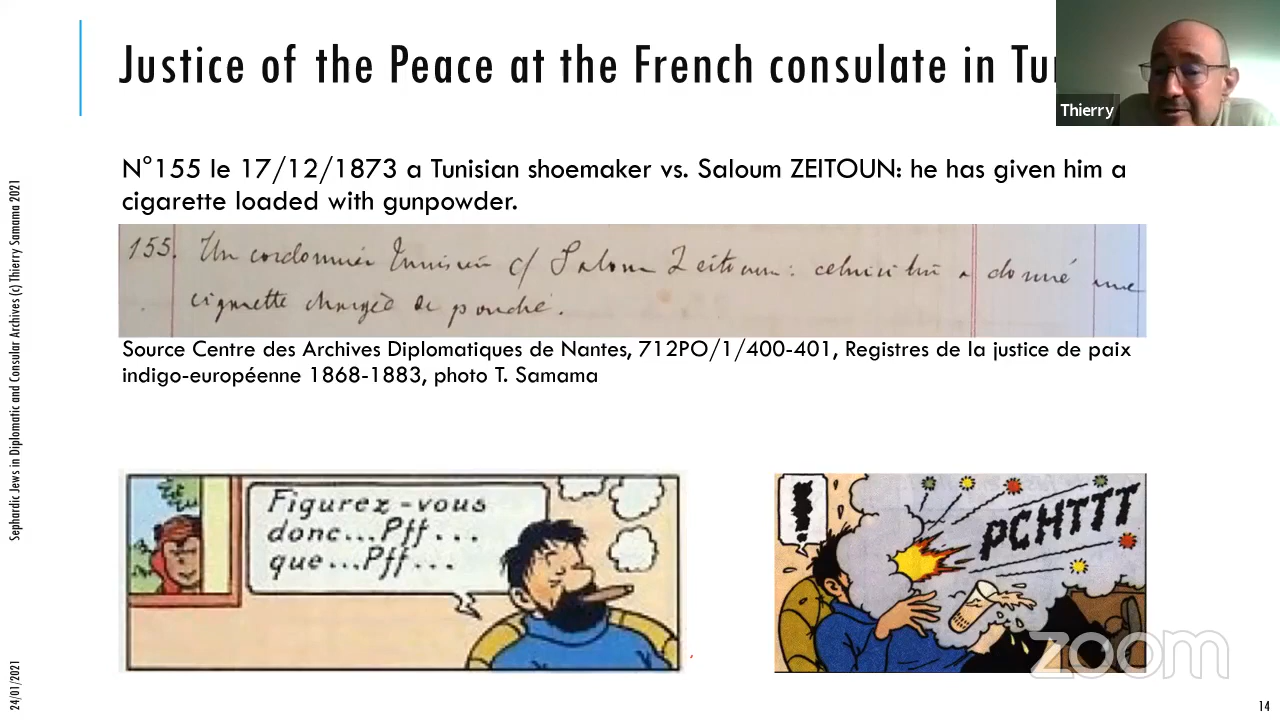 Justice of the Peace at the French consulate in Tu
Thierry
N°155 le 17/12/1873 a Tunisian shoemaker vs. Saloum ZEITOUN: he has given him a
cigarette loaded with gunpowder.
155. Un cordonnier Tunisien c/ Saloum Zeitoun: celui-ci lui a donné une
cigarette chargée de poudre.
Source Centre des Archives Diplomatiques de Nantes, 712PO/1/400-401, Registres de la justice de paix
indigo-européenne 1868-1883, photo T. Samama
Figurez-vous
donc...Pff...
que...Pff...
!
PCHTTT
zoom
Sephardic Jews in Diplomatic and Consular Archives (c) Thierry Samama 2021
24/01/2021
14